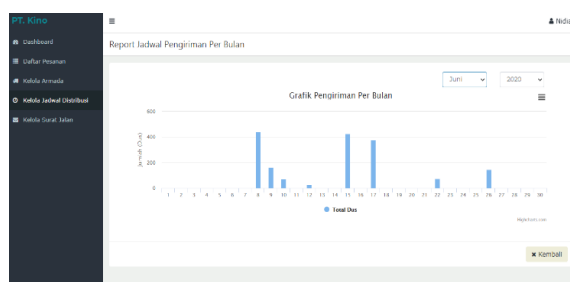 PT. Kino
Nidia
Dashboard
Daftar Pesanan
Kelola Armada
Kelola Jadwal Distribusi
Kelola Surat Jalan
Report Jadwal Pengiriman Per Bulan
Juni 2020
Grafik Pengiriman Per Bulan
Jumlah (Dus)
600
400
200
0
1 2 3 4 5 6 7 8 9 10 11 12 13 14 15 16 17 18 19 20 21 22 23 24 25 26 27 28 29 30
Total Dus
Highcharts.com
× Kembali